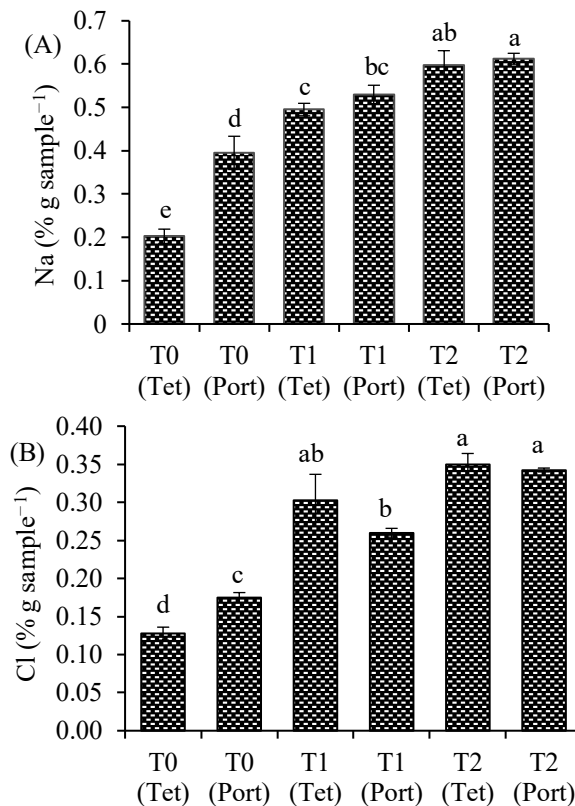 (A)
Na (% g sample⁻¹)
0.7
0.6
0.5
0.4
0.3
0.2
0.1
0
e
d
c
bc
ab
a
T0 T0 T1 T1 T2 T2
(Tet) (Port) (Tet) (Port) (Tet) (Port)
(B)
Cl (% g sample⁻¹)
0.40
0.35
0.30
0.25
0.20
0.15
0.10
0.05
0.00
d
c
ab
b
a
a
T0 T0 T1 T1 T2 T2
(Tet) (Port) (Tet) (Port) (Tet) (Port)